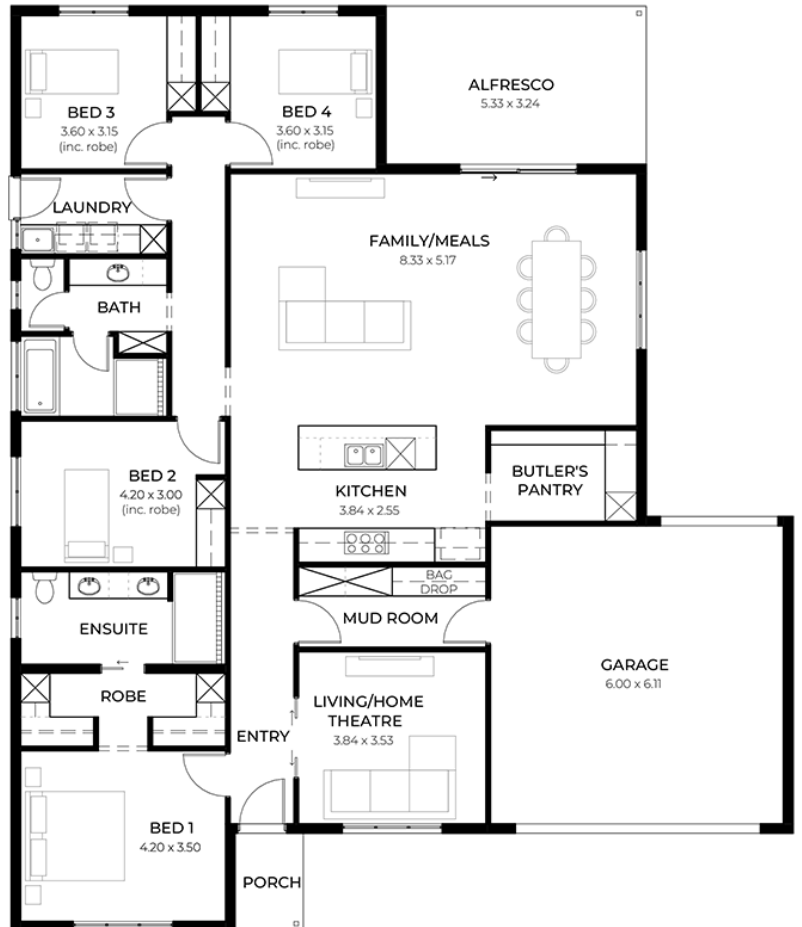 BED 3
3.60 x 3.15
(inc. robe)
BED 4
3.60 x 3.15
(inc. robe)
ALFRESCO
5.33 x 3.24
LAUNDRY
FAMILY/MEALS
8.33 x 5.17
BATH
BED 2
4.20 x 3.00
(inc. robe)
KITCHEN
3.84 x 2.55
BUTLER'S
PANTRY
BAG
DROP
MUD ROOM
ENSUITE
GARAGE
6.00 x 6.11
ROBE
LIVING/HOME
THEATRE
3.84 x 3.53
ENTRY
BED 1
4.20 x 3.50
PORCH